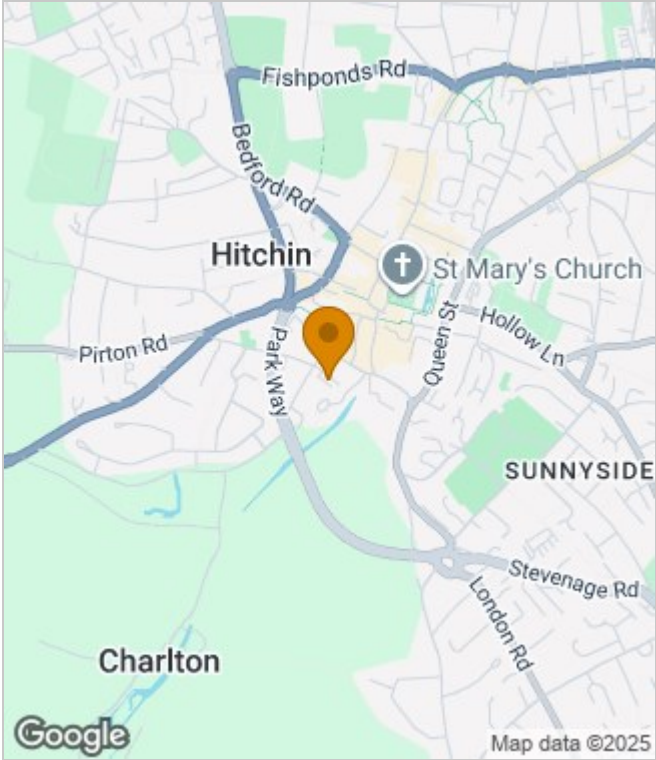 Fishponds Rd
Bedford Rd
Hitchin
St Mary's Church
Hollow Ln
Queen St
Pirton Rd
Park Way
SUNNYSIDE
Stevenage Rd
London Rd
Charlton
Google
Map data ©2025